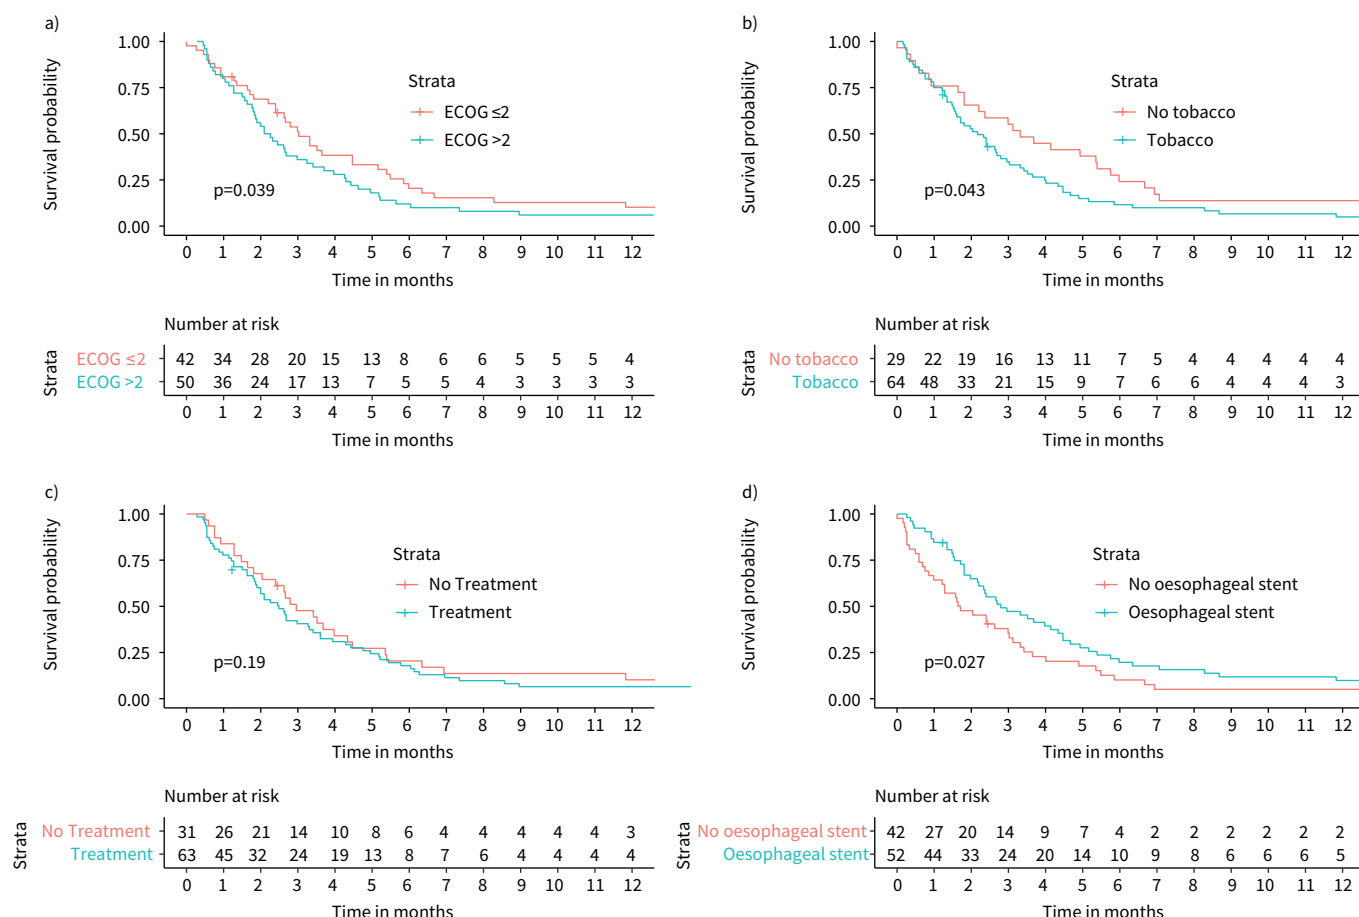 a)
1.00
0.75
0.50
0.25
0.00
Survival probability
Strata
ECOG ≤2
ECOG >2
p=0.039
0 1 2 3 4 5 6 7 8 9 10 11 12
Time in months
Number at risk
Strata
ECOG ≤2 42 34 28 20 15 13 8 6 6 5 5 5 4
ECOG >2 50 36 24 17 13 7 5 5 4 3 3 3 3
0 1 2 3 4 5 6 7 8 9 10 11 12
Time in months
b)
1.00
0.75
0.50
0.25
0.00
Survival probability
Strata
No tobacco
Tobacco
p=0.043
0 1 2 3 4 5 6 7 8 9 10 11 12
Time in months
Number at risk
Strata
No tobacco 29 22 19 16 13 11 7 5 4 4 4 4 4
Tobacco 64 48 33 21 15 9 7 6 6 4 4 4 3
0 1 2 3 4 5 6 7 8 9 10 11 12
Time in months
c)
1.00
0.75
0.50
0.25
0.00
Survival probability
Strata
No Treatment
Treatment
p=0.19
0 1 2 3 4 5 6 7 8 9 10 11 12
Time in months
Number at risk
Strata
No Treatment 31 26 21 14 10 8 6 4 4 4 4 4 3
Treatment 63 45 32 24 19 13 8 7 6 4 4 4 4
0 1 2 3 4 5 6 7 8 9 10 11 12
Time in months
d)
1.00
0.75
0.50
0.25
0.00
Survival probability
Strata
No oesophageal stent
Oesophageal stent
p=0.027
0 1 2 3 4 5 6 7 8 9 10 11 12
Time in months
Number at risk
Strata
No oesophageal stent 42 27 20 14 9 7 4 2 2 2 2 2 2
Oesophageal stent 52 44 33 24 20 14 10 9 8 6 6 6 5
0 1 2 3 4 5 6 7 8 9 10 11 12
Time in months